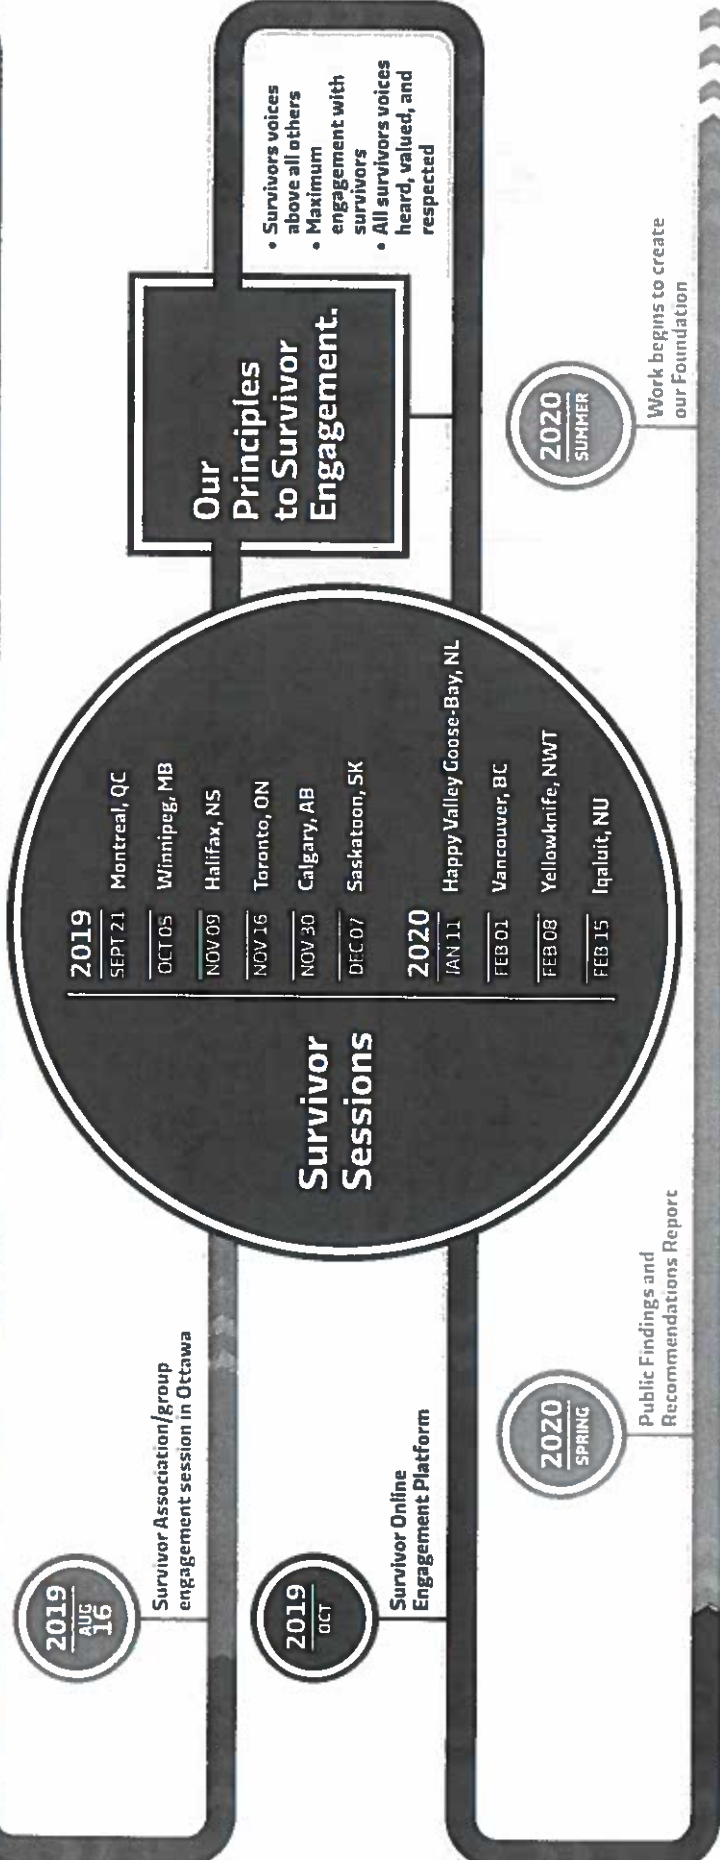 2019
AUG
16
Survivor Association/group
engagement session in Ottawa
Survivor
Sessions
2019
SEPT 21 Montreal, QC
OCT 05 Winnipeg, MB
NOV 09 Halifax, NS
NOV 16 Toronto, ON
NOV 30 Calgary, AB
DEC 07 Saskatoon, SK
2020
JAN 11 Happy Valley Goose-Bay, NL
FEB 01 Vancouver, BC
FEB 08 Yellowknife, NWT
FEB 15 Iqaluit, NU
Our
Principles
to Survivor
Engagement.
• Survivors voices
above all others
• Maximum
engagement with
survivors
• All survivors voices
heard, valued, and
respected
2019
OCT
Survivor Online
Engagement Platform
2020
SPRING
Public Findings and
Recommendations Report
2020
SUMMER
Work begins to create
our Foundation